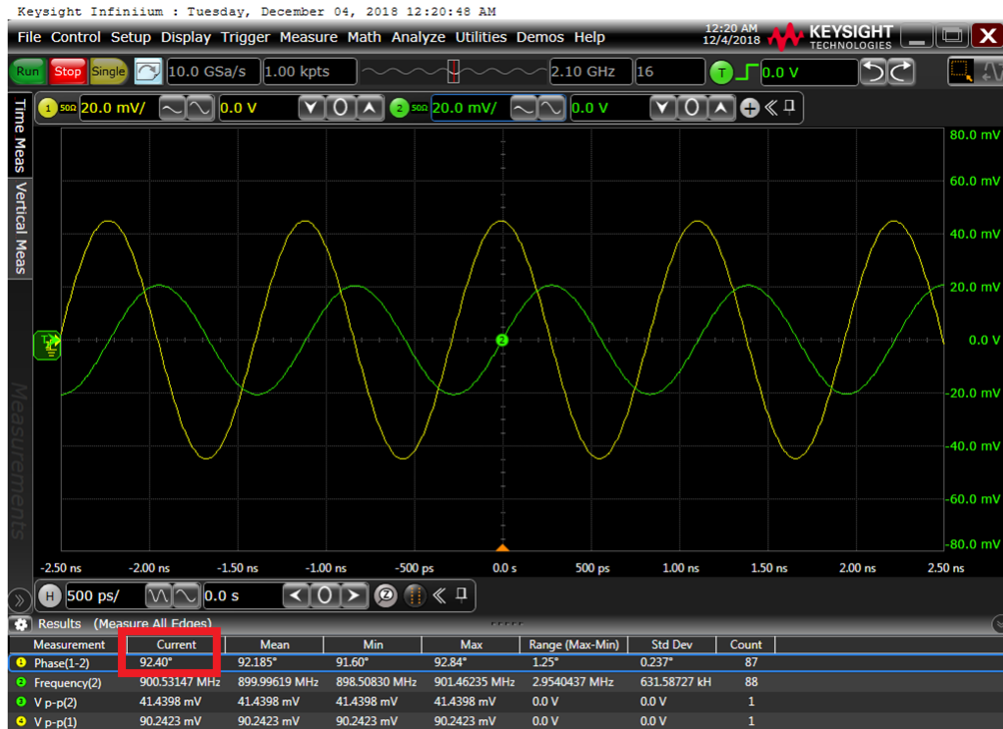 Keysight Infiniium : Tuesday, December 04, 2018 12:20:48 AM
File Control Setup Display Trigger Measure Math Analyze Utilities Demos Help 12:20 AM 12/4/2018 KEYSIGHT TECHNOLOGIES
Run Stop Single 10.0 GSa/s 1.00 kpts 2.10 GHz 16 T 0.0 V
1 50Ω 20.0 mV/ 0.0 V 2 50Ω 20.0 mV/ 0.0 V
Time Meas
Vertical Meas
Measurements
80.0 mV
60.0 mV
40.0 mV
20.0 mV
2 0.0 V
-20.0 mV
-40.0 mV
-60.0 mV
-80.0 mV
-2.50 ns -2.00 ns -1.50 ns -1.00 ns -500 ps 0.0 s 500 ps 1.00 ns 1.50 ns 2.00 ns 2.50 ns
H 500 ps/ 0.0 s
Results (Measure All Edges)
Measurement Current Mean Min Max Range (Max-Min) Std Dev Count
1 Phase(1-2) 92.40° 92.185° 91.60° 92.84° 1.25° 0.237° 87
2 Frequency(2) 900.53147 MHz 899.99619 MHz 898.50830 MHz 901.46235 MHz 2.9540437 MHz 631.58727 kH 88
3 V p-p(2) 41.4398 mV 41.4398 mV 41.4398 mV 41.4398 mV 0.0 V 0.0 V 1
4 V p-p(1) 90.2423 mV 90.2423 mV 90.2423 mV 90.2423 mV 0.0 V 0.0 V 1